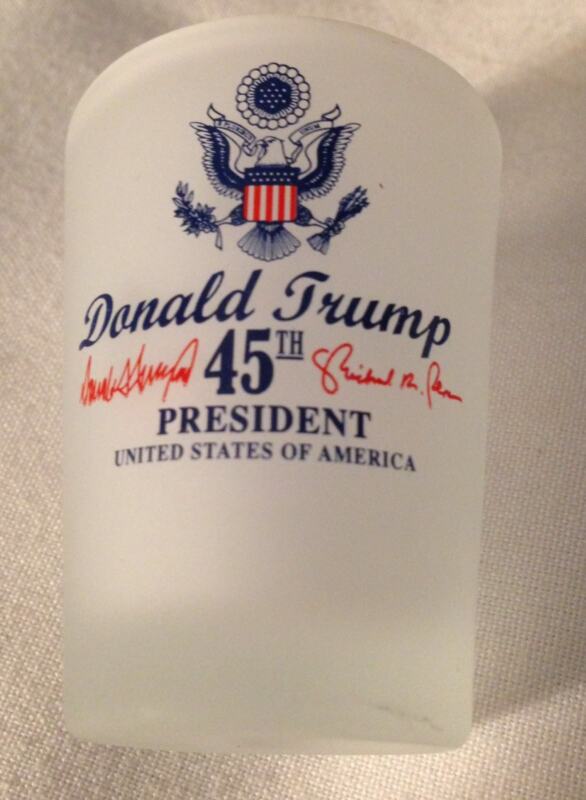 Donald Trump
45TH
PRESIDENT
UNITED STATES OF AMERICA